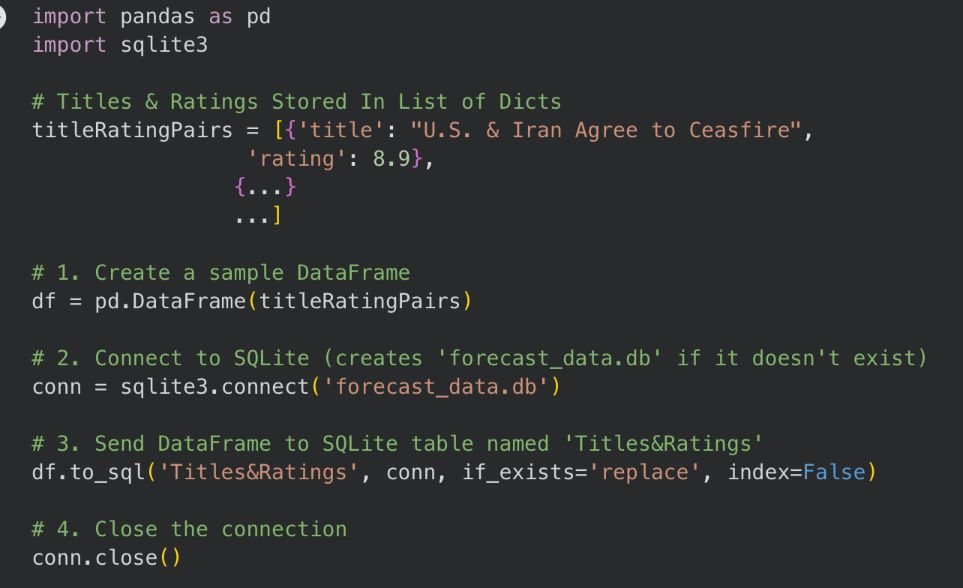 import pandas as pd
import sqlite3
# Titles & Ratings Stored In List of Dicts
titleRatingPairs = [{'title': "U.S. & Iran Agree to Ceasfire",
'rating': 8.9},
{...}
...]
# 1. Create a sample DataFrame
df = pd.DataFrame(titleRatingPairs)
# 2. Connect to SQLite (creates 'forecast_data.db' if it doesn't exist)
conn = sqlite3.connect('forecast_data.db')
# 3. Send DataFrame to SQLite table named 'Titles&Ratings'
df.to_sql('Titles&Ratings', conn, if_exists='replace', index=False)
# 4. Close the connection
conn.close()